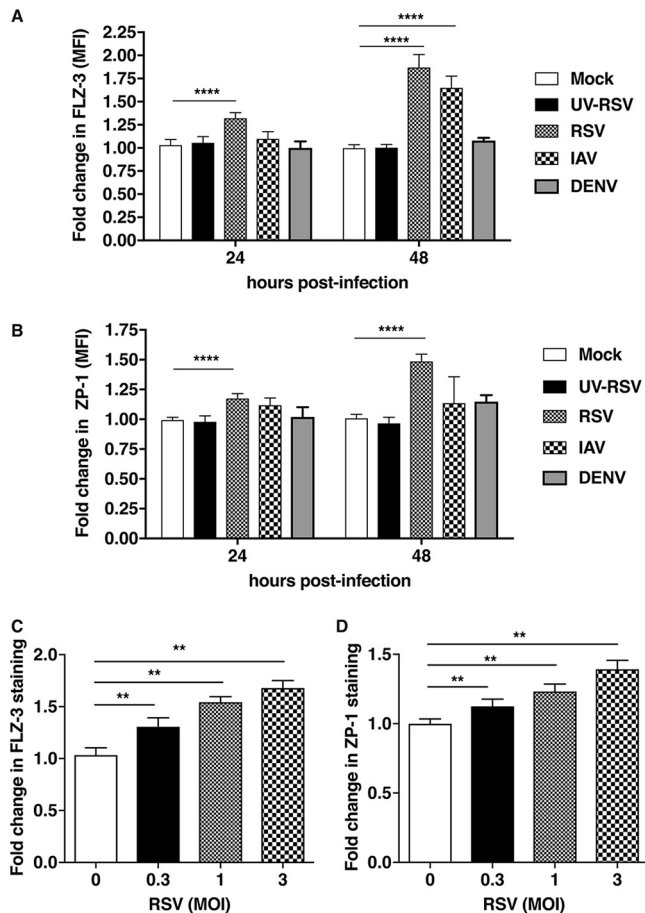 A
Fold change in FLZ-3 (MFI)
2.25
2.00
1.75
1.50
1.25
1.00
0.75
0.50
0.25
0.00
****
****
****
24
48
hours post-infection
Mock
UV-RSV
RSV
IAV
DENV
B
Fold change in ZP-1 (MFI)
1.75
1.50
1.25
1.00
0.75
0.50
0.25
0.00
****
****
24
48
hours post-infection
Mock
UV-RSV
RSV
IAV
DENV
C
Fold change in FLZ-3 staining
2.0
1.5
1.0
0.5
0.0
**
**
**
0
0.3
1
3
RSV (MOI)
D
Fold change in ZP-1 staining
1.5
1.0
0.5
0.0
**
**
**
0
0.3
1
3
RSV (MOI)